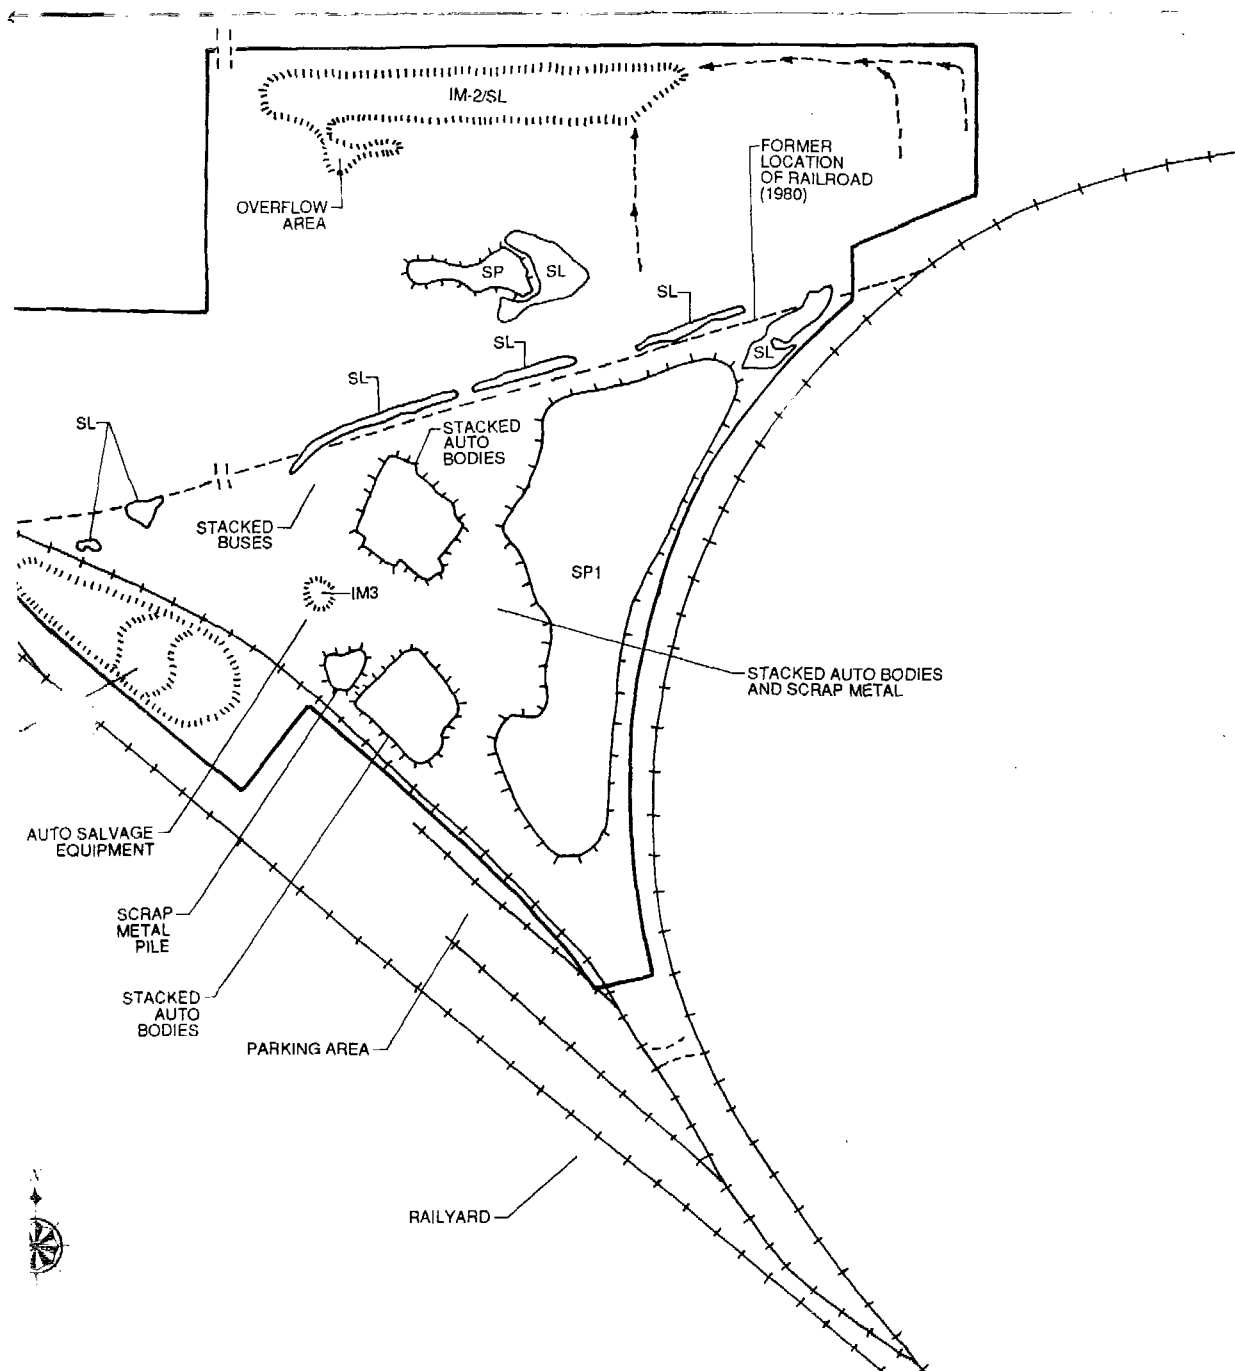 IM-2/SL
FORMER
LOCATION
OF RAILROAD
(1980)
OVERFLOW
AREA
SP
SL
SL
SL
SL
SL
SL
STACKED
AUTO
BODIES
STACKED
BUSES
SP1
IM3
STACKED AUTO BODIES
AND SCRAP METAL
AUTO SALVAGE
EQUIPMENT
SCRAP
METAL
PILE
STACKED
AUTO
BODIES
PARKING AREA
RAILYARD
N